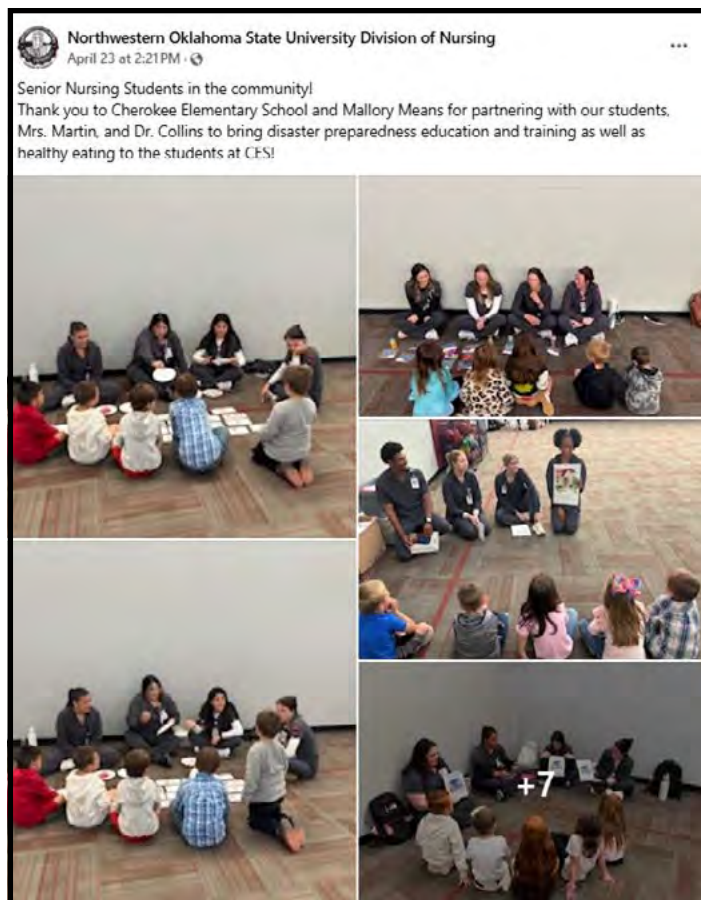 Northwestern Oklahoma State University Division of Nursing
April 23 at 2:21 PM ·
Senior Nursing Students in the community!
Thank you to Cherokee Elementary School and Mallory Means for partnering with our students,
Mrs. Martin, and Dr. Collins to bring disaster preparedness education and training as well as
healthy eating to the students at CES!
+7